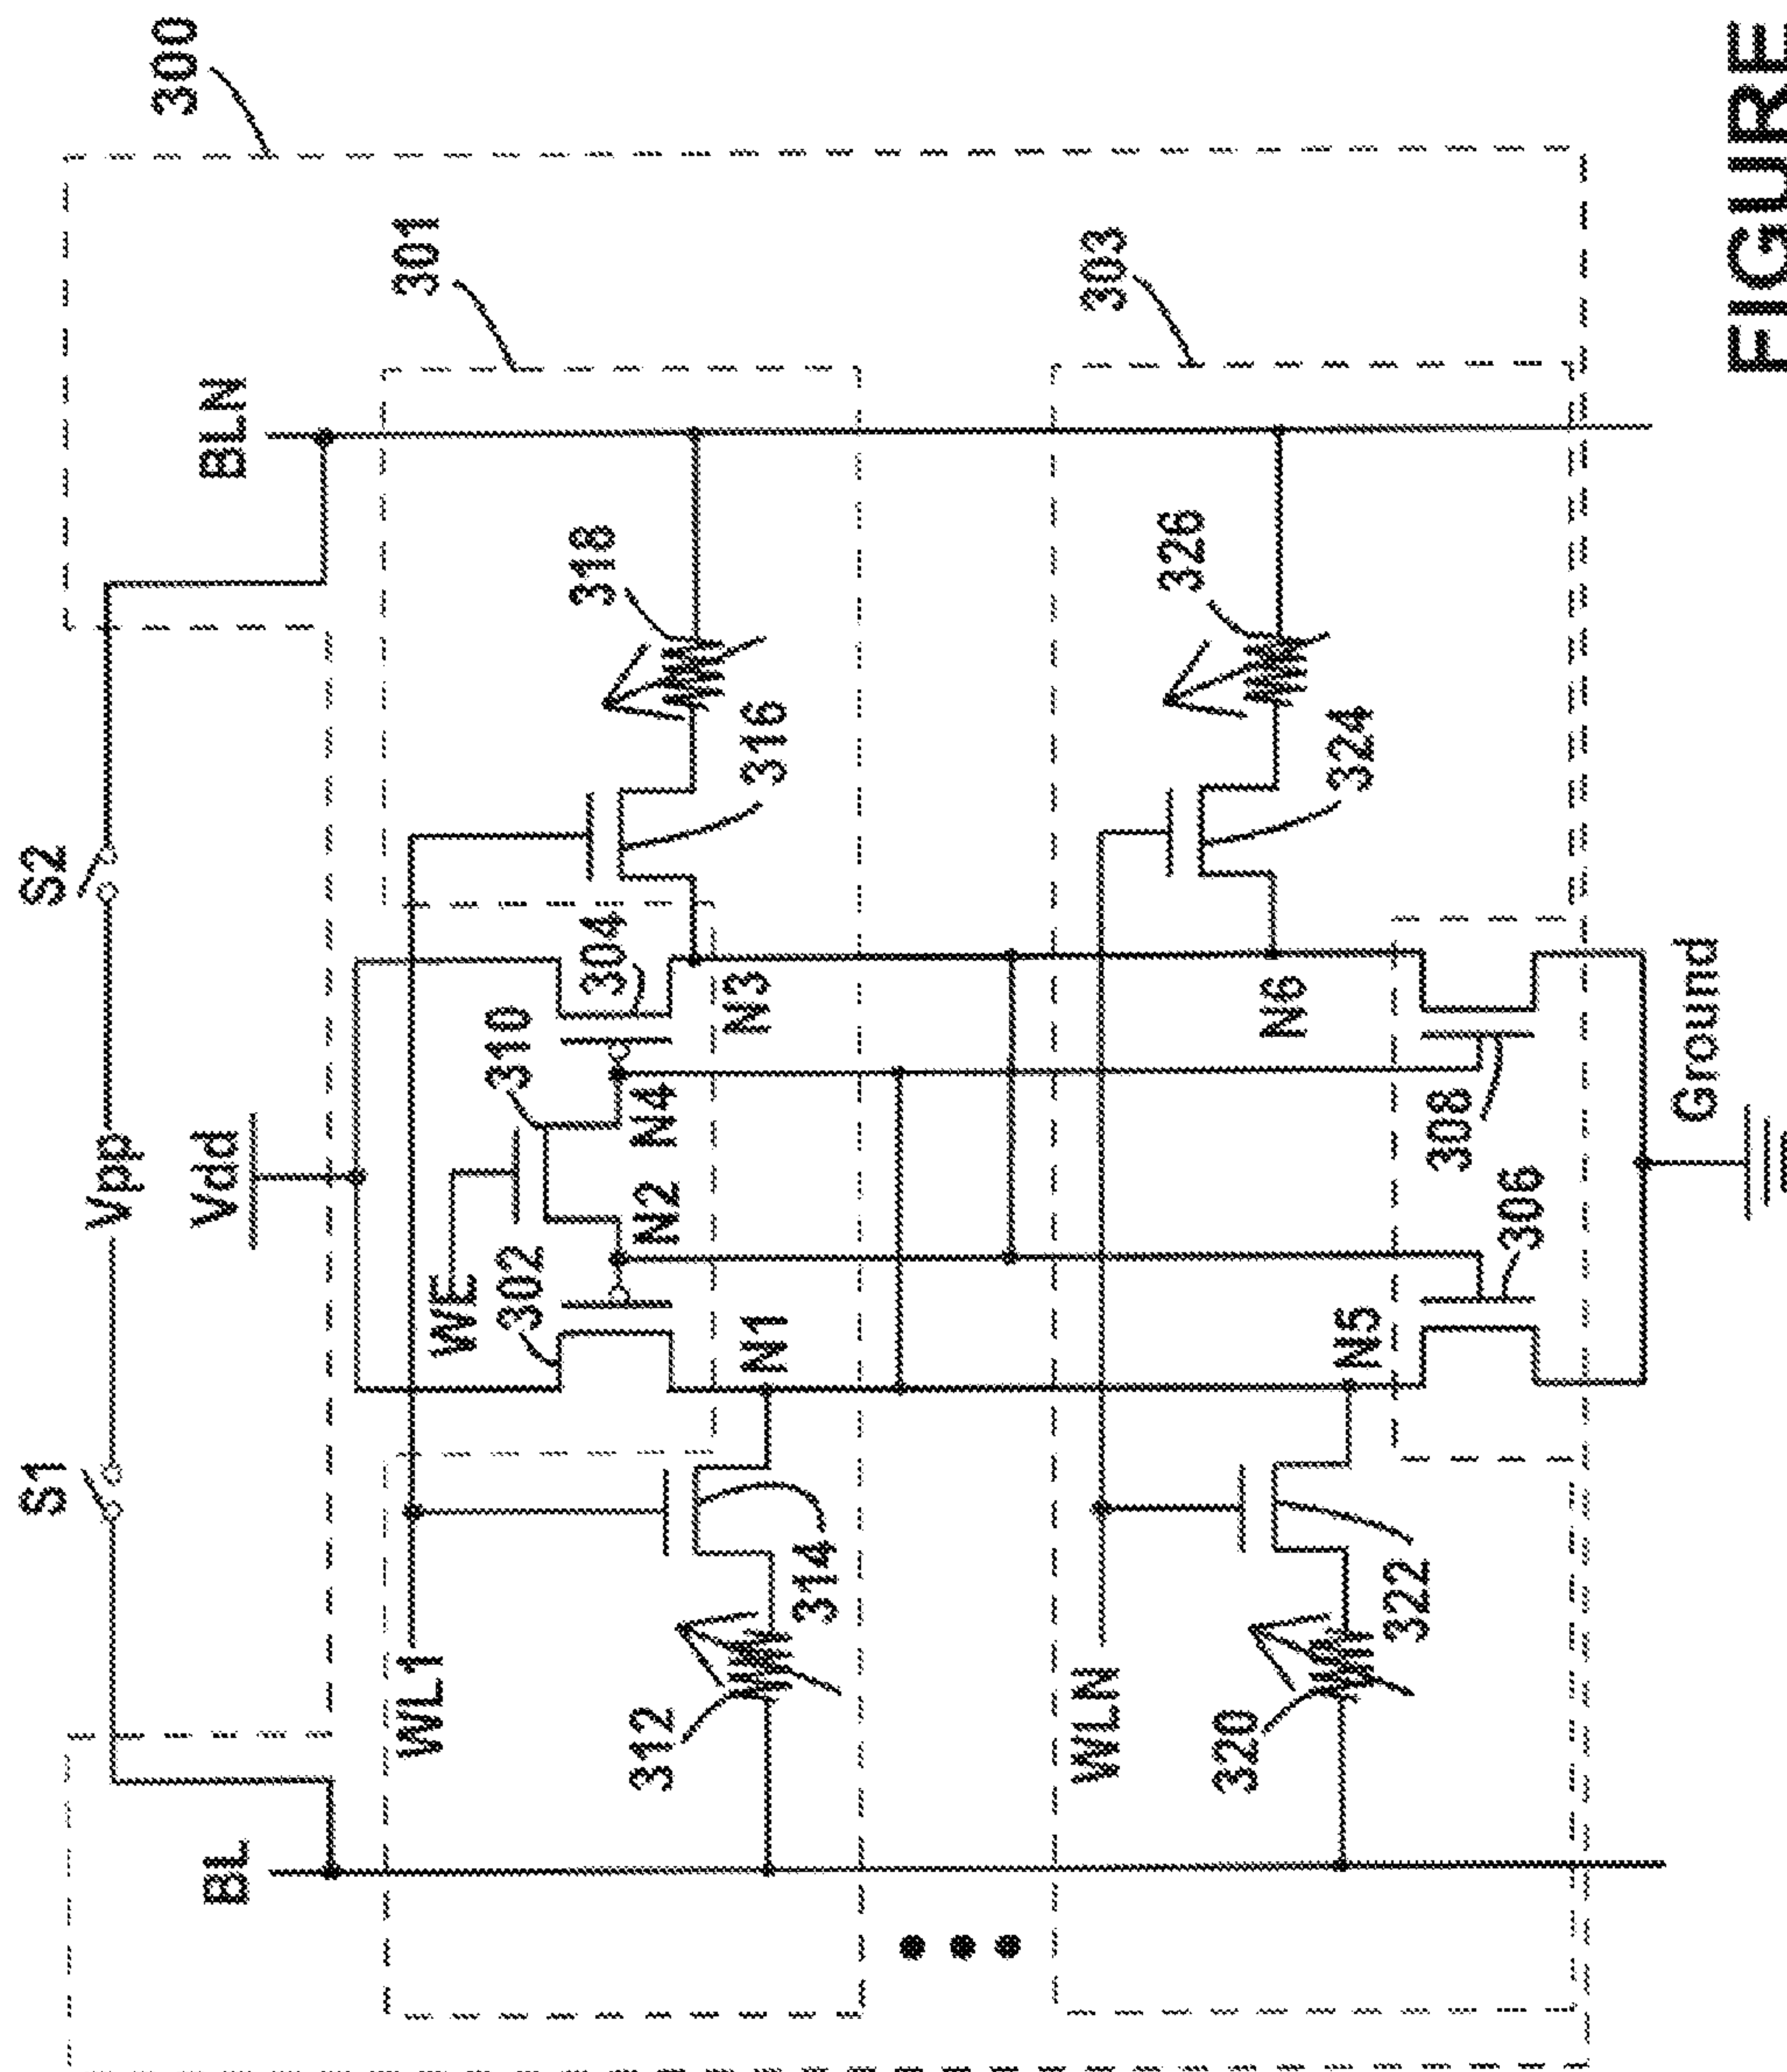 300
S1
Vpp
S2
BL
Vdd
BLN
301
WL1
WE
302
310
304
318
N2
N4
312
314
N1
N3
316
WLN
303
320
322
N5
N6
324
326
306
308
Ground
FIGURE